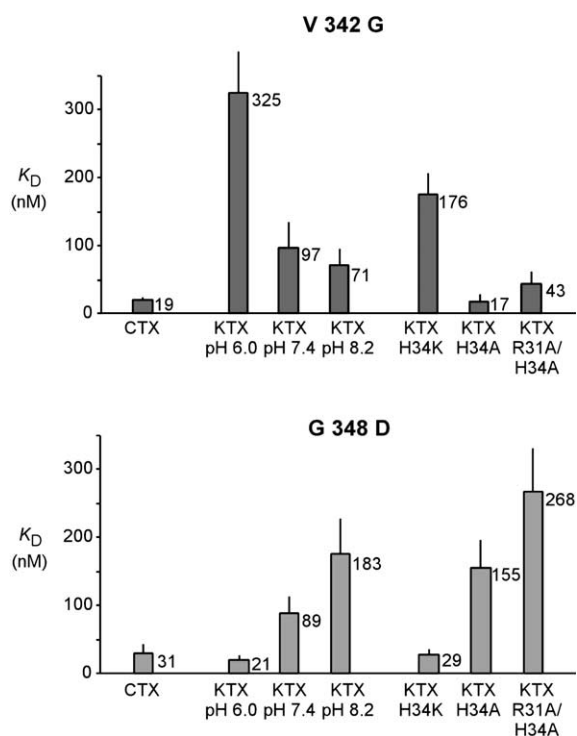 V 342 G
300
200
100
0
K_D
(nM)
325
97
71
176
19
17
43
CTX KTX pH 6.0 KTX pH 7.4 KTX pH 8.2 KTX H34K KTX H34A KTX R31A/H34A
G 348 D
300
200
100
0
K_D
(nM)
31
21
89
183
29
155
268
CTX KTX pH 6.0 KTX pH 7.4 KTX pH 8.2 KTX H34K KTX H34A KTX R31A/H34A